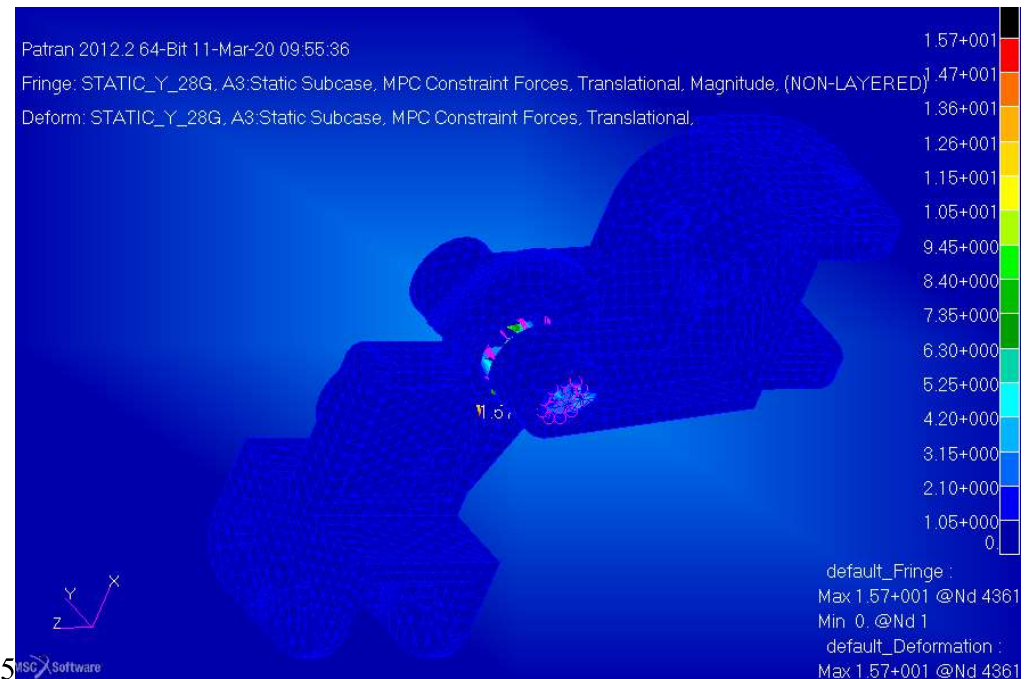 Patran 2012.2 64-Bit 11-Mar-20 09:55:36
Fringe: STATIC_Y_28G, A3:Static Subcase, MPC Constraint Forces, Translational, Magnitude, (NON-LAYERED)
Deform: STATIC_Y_28G, A3:Static Subcase, MPC Constraint Forces, Translational,
1.57+001
1.47+001
1.36+001
1.26+001
1.15+001
1.05+001
9.45+000
8.40+000
7.35+000
6.30+000
5.25+000
4.20+000
3.15+000
2.10+000
1.05+000
0.
1.57
X
Y
Z
default_Fringe :
Max 1.57+001 @Nd 4361
Min 0. @Nd 1
default_Deformation :
Max 1.57+001 @Nd 4361
5
MSC Software